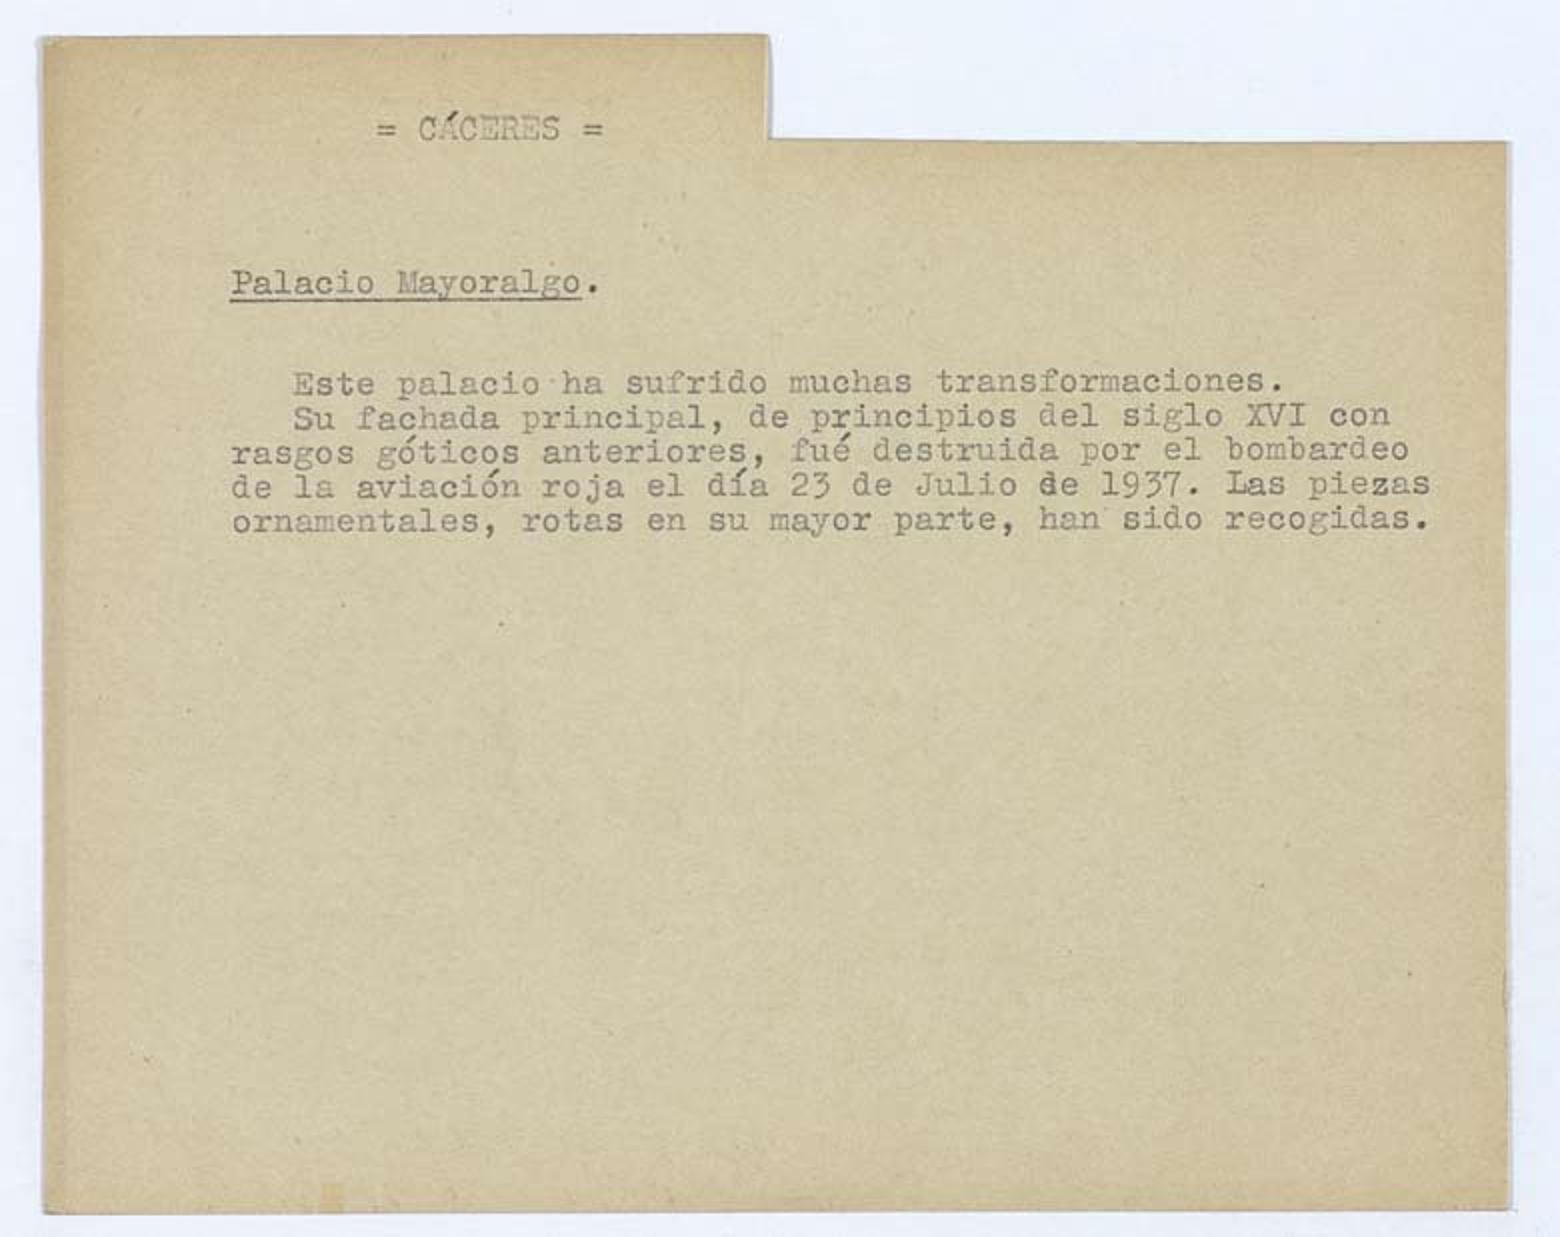 = CÁCERES =
Palacio Mayoralgo.
Este palacio ha sufrido muchas transformaciones.
Su fachada principal, de principios del siglo XVI con
rasgos góticos anteriores, fué destruida por el bombardeo
de la aviación roja el día 23 de Julio de 1937. Las piezas
ornamentales, rotas en su mayor parte, han sido recogidas.